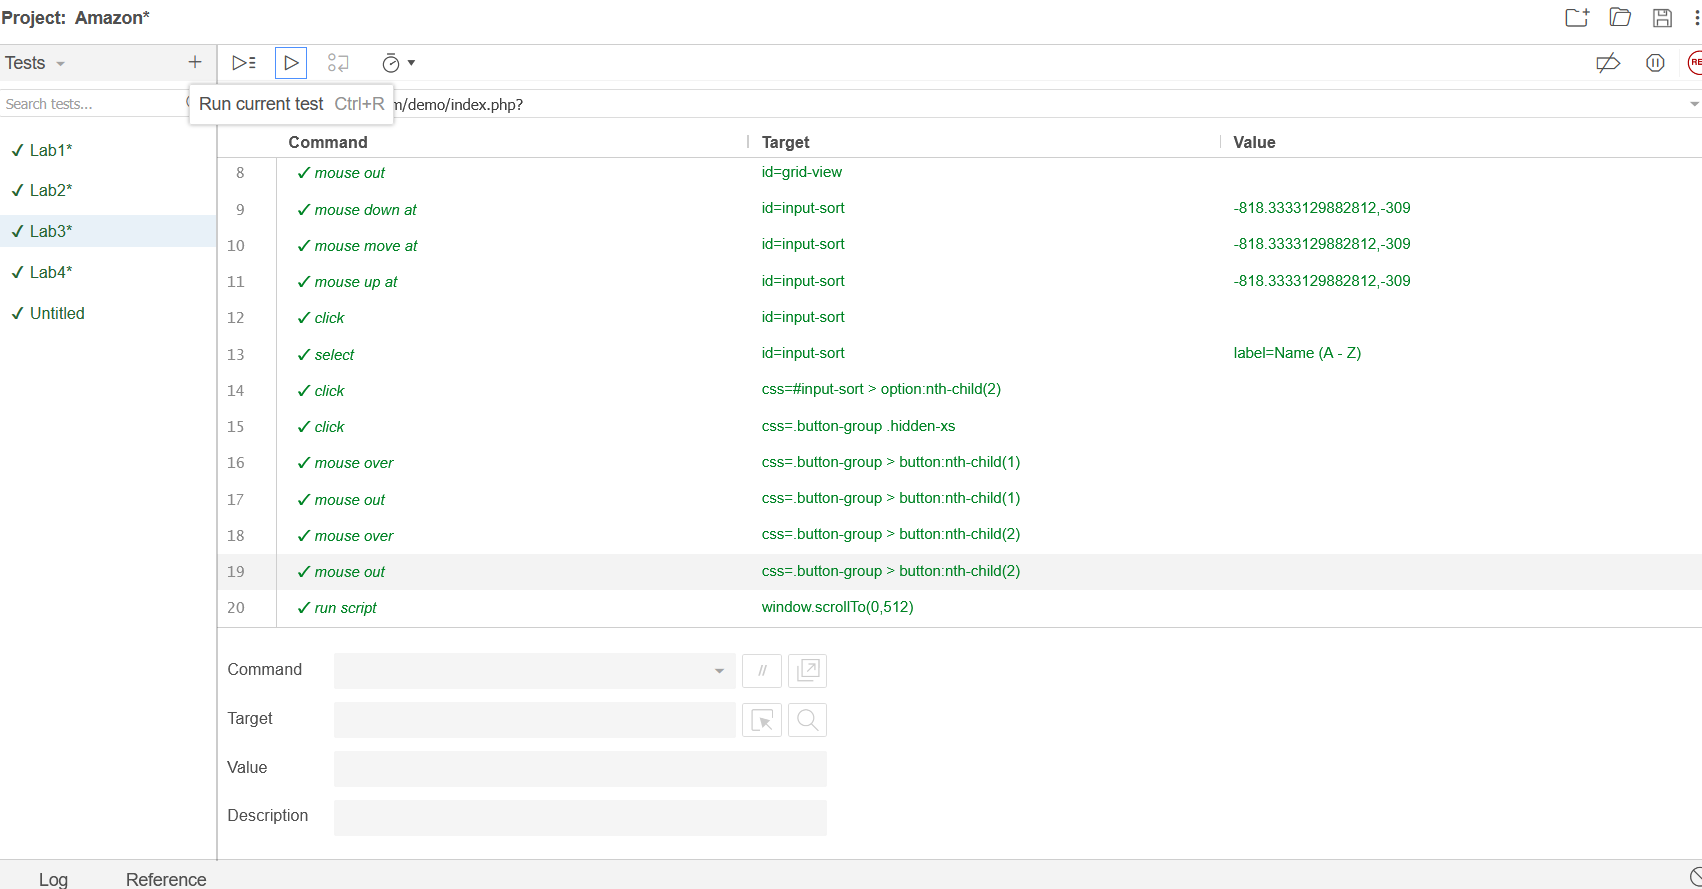 Project: Amazon*
Tests
Search tests...
Run current test Ctrl+R
m/demo/index.php?
Lab1*
Lab2*
Lab3*
Lab4*
Untitled
Command Target Value
8 mouse out id=grid-view
9 mouse down at id=input-sort -818.3333129882812,-309
10 mouse move at id=input-sort -818.3333129882812,-309
11 mouse up at id=input-sort -818.3333129882812,-309
12 click id=input-sort
13 select id=input-sort label=Name (A - Z)
14 click css=#input-sort > option:nth-child(2)
15 click css=.button-group .hidden-xs
16 mouse over css=.button-group > button:nth-child(1)
17 mouse out css=.button-group > button:nth-child(1)
18 mouse over css=.button-group > button:nth-child(2)
19 mouse out css=.button-group > button:nth-child(2)
20 run script window.scrollTo(0,512)
Command //
Target
Value
Description
Log Reference